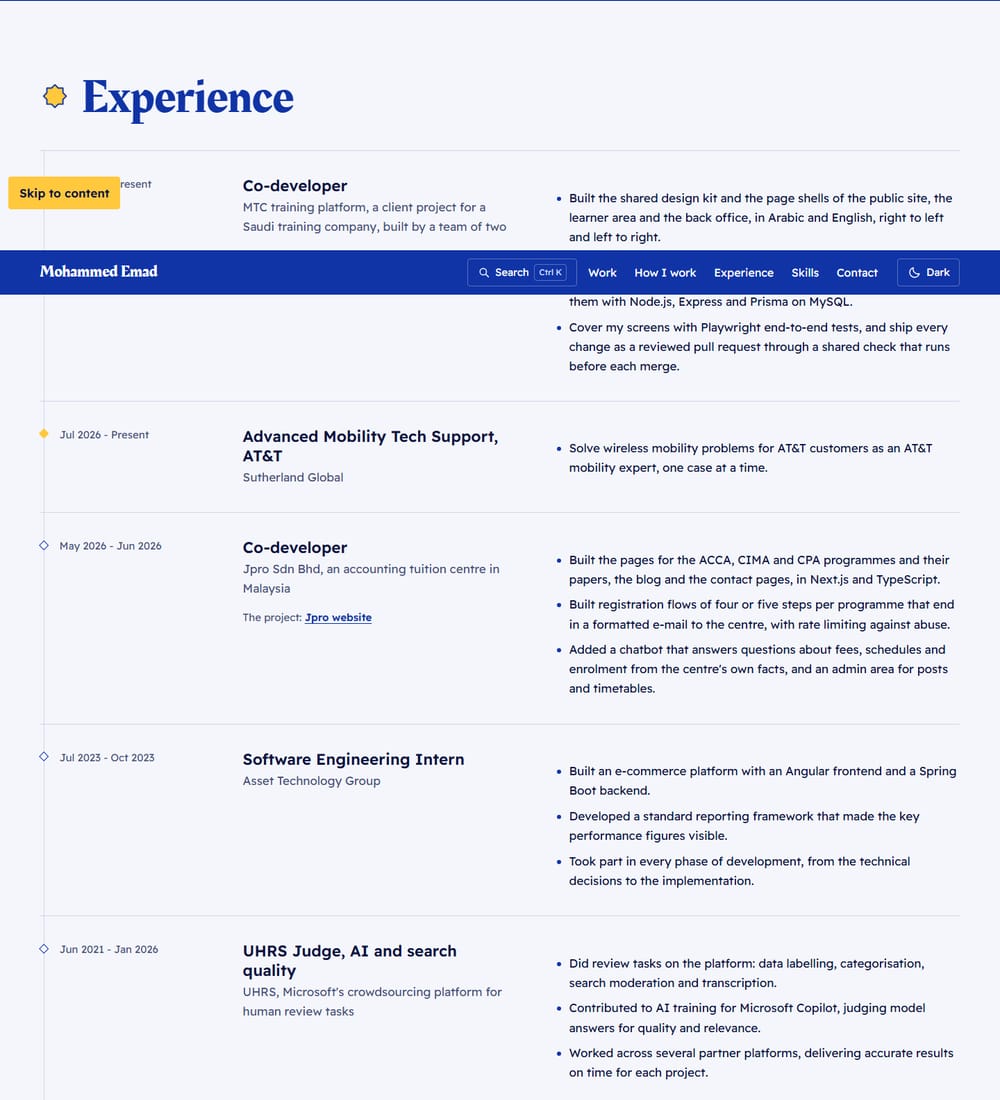 Experience
Skip to content
resent
Co-developer
MTC training platform, a client project for a
Saudi training company, built by a team of two
Built the shared design kit and the page shells of the public site, the
learner area and the back office, in Arabic and English, right to left
and left to right.
Mohammed Emad
Search Ctrl K Work How I work Experience Skills Contact Dark
them with Node.js, Express and Prisma on MySQL.
Cover my screens with Playwright end-to-end tests, and ship every
change as a reviewed pull request through a shared check that runs
before each merge.
Jul 2026 - Present
Advanced Mobility Tech Support,
AT&T
Sutherland Global
Solve wireless mobility problems for AT&T customers as an AT&T
mobility expert, one case at a time.
May 2026 - Jun 2026
Co-developer
Jpro Sdn Bhd, an accounting tuition centre in
Malaysia
The project: Jpro website
Built the pages for the ACCA, CIMA and CPA programmes and their
papers, the blog and the contact pages, in Next.js and TypeScript.
Built registration flows of four or five steps per programme that end
in a formatted e-mail to the centre, with rate limiting against abuse.
Added a chatbot that answers questions about fees, schedules and
enrolment from the centre's own facts, and an admin area for posts
and timetables.
Jul 2023 - Oct 2023
Software Engineering Intern
Asset Technology Group
Built an e-commerce platform with an Angular frontend and a Spring
Boot backend.
Developed a standard reporting framework that made the key
performance figures visible.
Took part in every phase of development, from the technical
decisions to the implementation.
Jun 2021 - Jan 2026
UHRS Judge, AI and search
quality
UHRS, Microsoft's crowdsourcing platform for
human review tasks
Did review tasks on the platform: data labelling, categorisation,
search moderation and transcription.
Contributed to AI training for Microsoft Copilot, judging model
answers for quality and relevance.
Worked across several partner platforms, delivering accurate results
on time for each project.